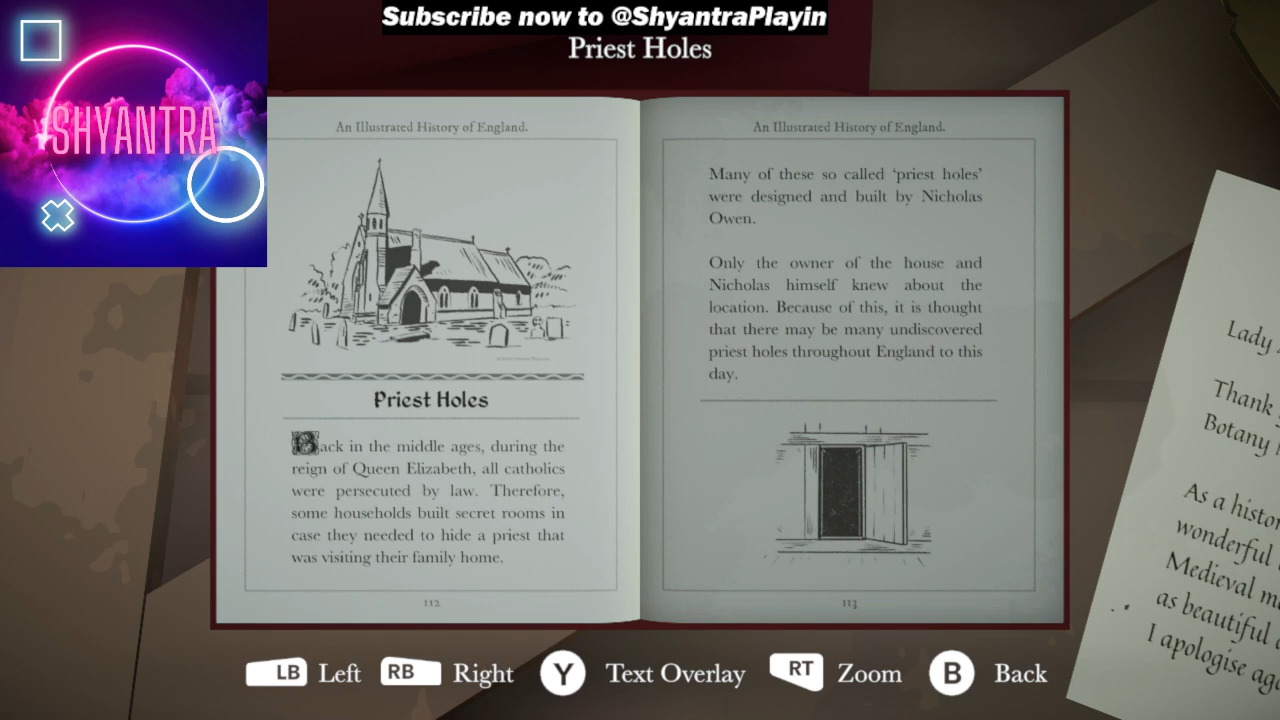 Subscribe now to @ShyantraPlayin
Priest Holes
SHYANTRA
An Illustrated History of England.
Priest Holes
Back in the middle ages, during the
reign of Queen Elizabeth, all catholics
were persecuted by law. Therefore,
some households built secret rooms in
case they needed to hide a priest that
was visiting their family home.
112
An Illustrated History of England.
Many of these so called ‘priest holes’
were designed and built by Nicholas
Owen.
Only the owner of the house and
Nicholas himself knew about the
location. Because of this, it is thought
that there may be many undiscovered
priest holes throughout England to this
day.
113
Lady
Thank
Botany
As a histor
wonderful
Medieval
as beautiful
I apologise
LB Left RB Right Y Text Overlay RT Zoom B Back